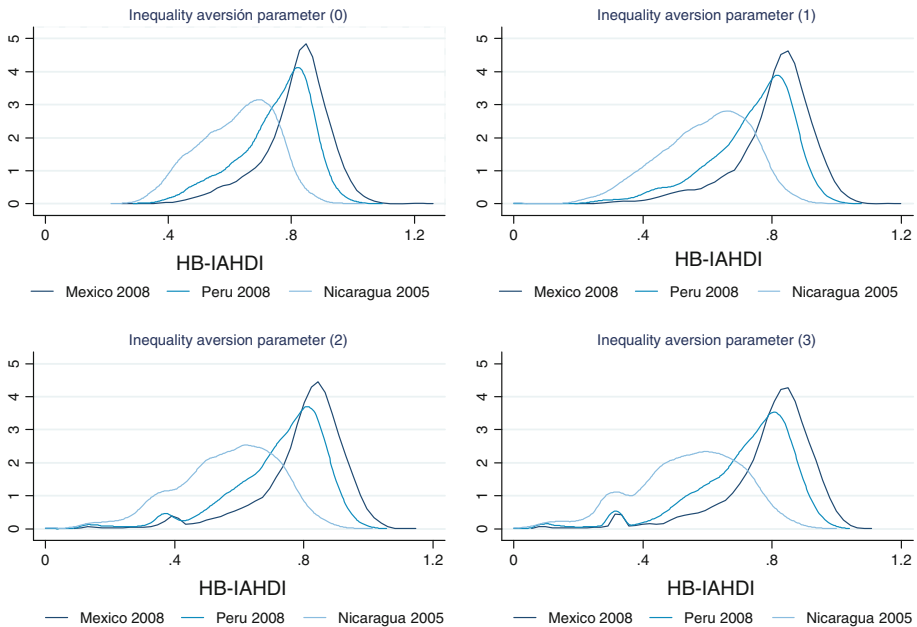 Inequality aversión parameter (0)
5
4
3
2
1
0
0 .4 .8 1.2
HB-IAHDI
Mexico 2008 Peru 2008 Nicaragua 2005
Inequality aversion parameter (1)
5
4
3
2
1
0
0 .4 .8 1.2
HB-IAHDI
Mexico 2008 Peru 2008 Nicaragua 2005
Inequality aversion parameter (2)
5
4
3
2
1
0
0 .4 .8 1.2
HB-IAHDI
Mexico 2008 Peru 2008 Nicaragua 2005
Inequality aversion parameter (3)
5
4
3
2
1
0
0 .4 .8 1.2
HB-IAHDI
Mexico 2008 Peru 2008 Nicaragua 2005